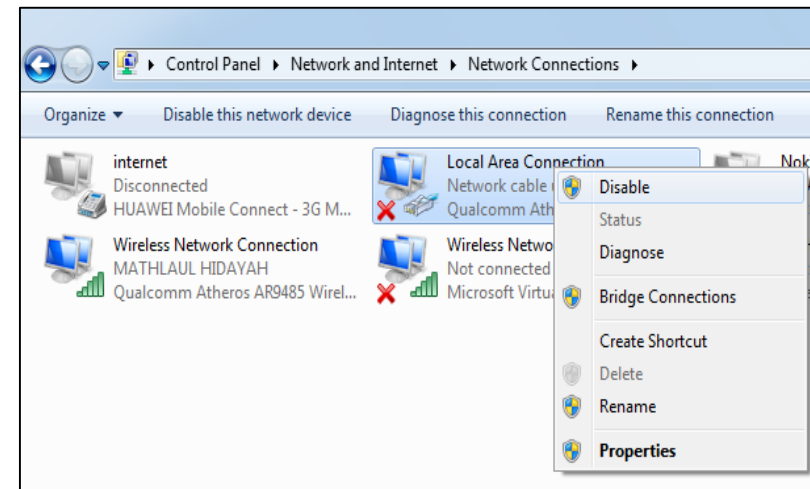 Control Panel ▸ Network and Internet ▸ Network Connections ▸
Organize Disable this network device Diagnose this connection Rename this connection
internet
Disconnected
HUAWEI Mobile Connect - 3G M...
Local Area Connection
Network cable
Qualcomm Ath
Nok
Wireless Network Connection
MATHLAUL HIDAYAH
Qualcomm Atheros AR9485 Wirel...
Wireless Netwo
Not connected
Microsoft Virtu
Disable
Status
Diagnose
Bridge Connections
Create Shortcut
Delete
Rename
Properties